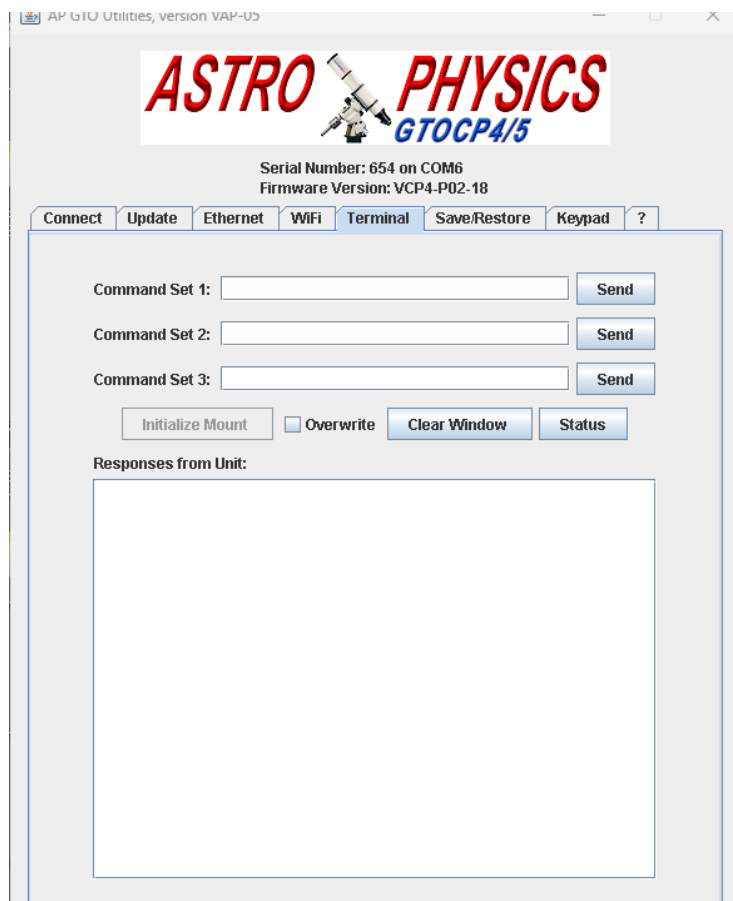 AP GTO Utilities, version VAP-05
ASTRO PHYSICS
GTOCP4/5
Serial Number: 654 on COM6
Firmware Version: VCP4-P02-18
Connect Update Ethernet WiFi Terminal Save/Restore Keypad ?
Command Set 1: Send
Command Set 2: Send
Command Set 3: Send
Initialize Mount Overwrite Clear Window Status
Responses from Unit: